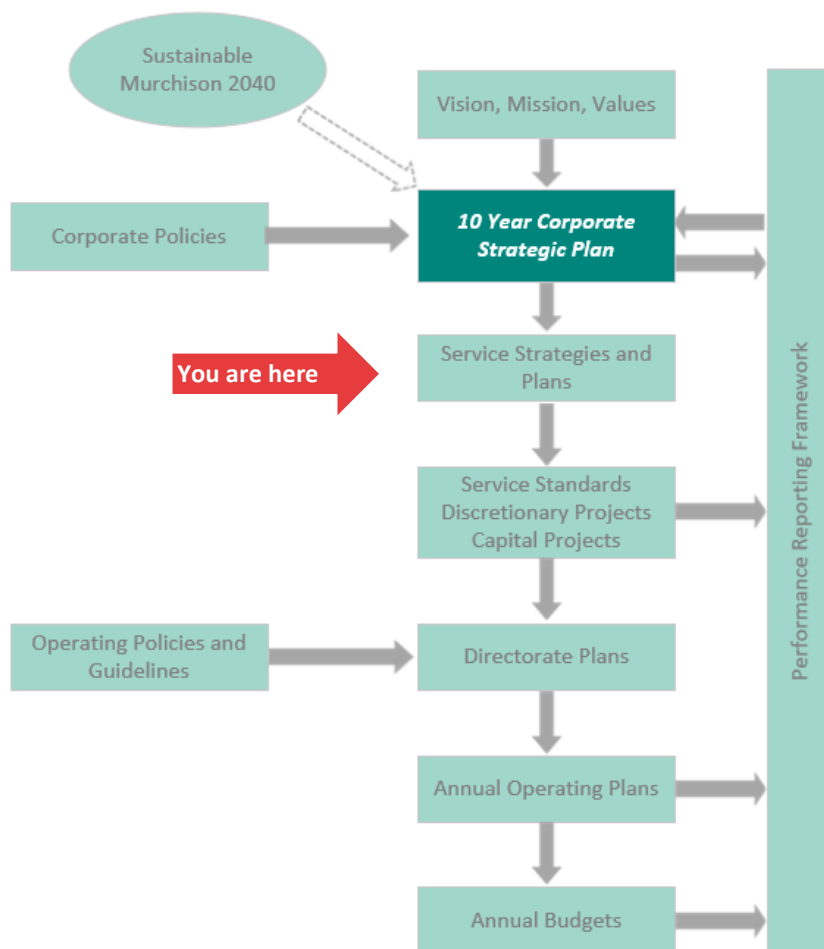 Sustainable
Murchison 2040
Vision, Mission, Values
Corporate Policies
10 Year Corporate
Strategic Plan
You are here
Service Strategies and
Plans
Service Standards
Discretionary Projects
Capital Projects
Operating Policies and
Guidelines
Directorate Plans
Annual Operating Plans
Annual Budgets
Performance Reporting Framework